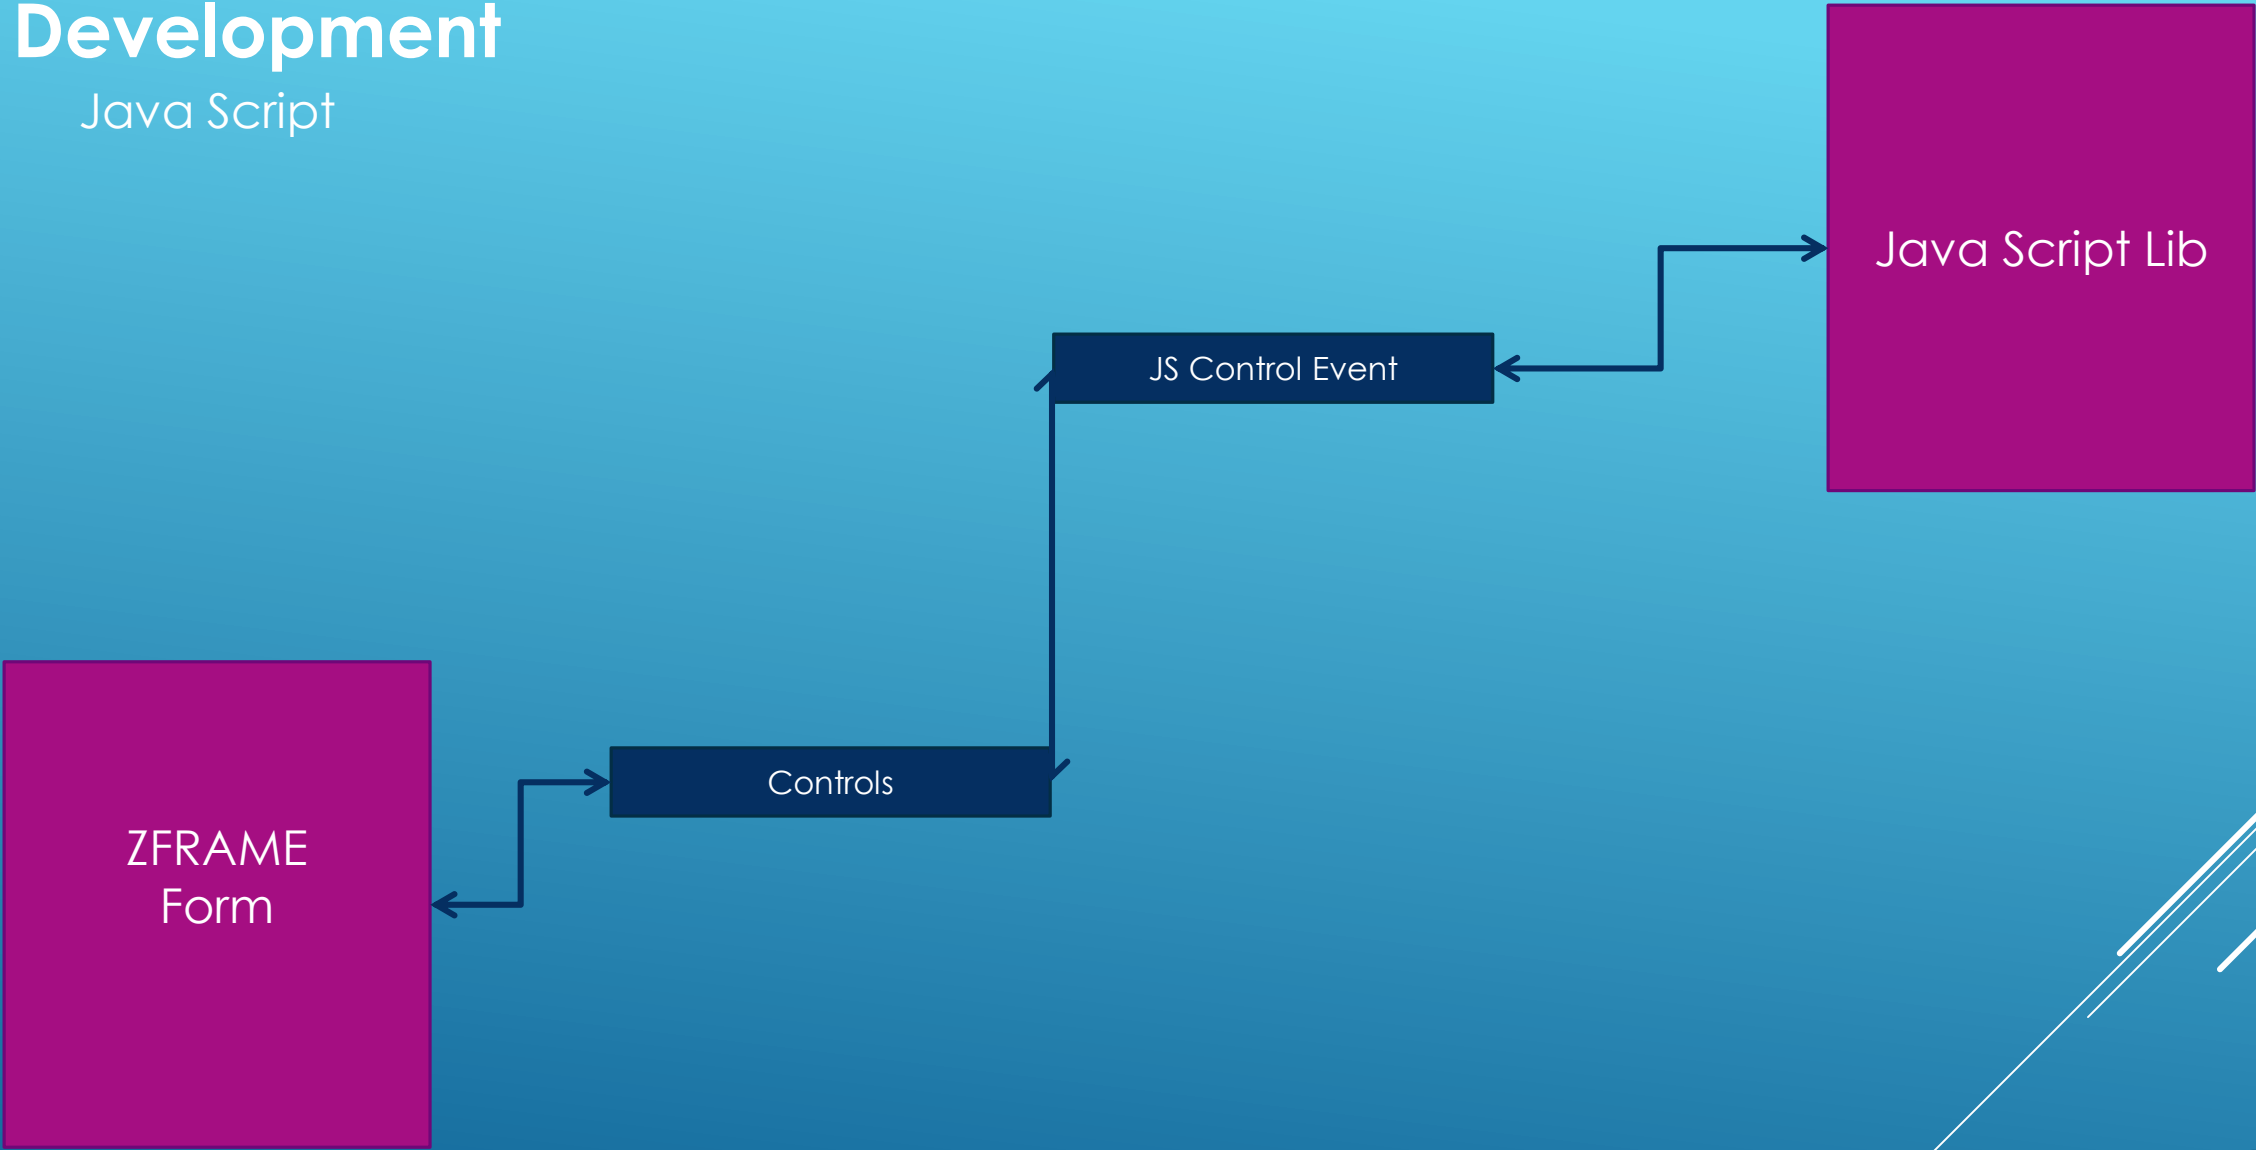 Development
Java Script
Java Script Lib
JS Control Event
Controls
ZFRAME
Form